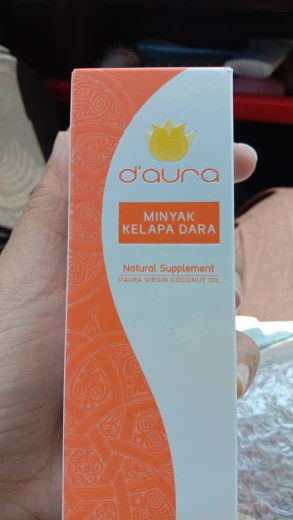 d'aura
MINYAK
KELAPA DARA
Natural Supplement
D'AURA VIRGIN COCONUT OIL